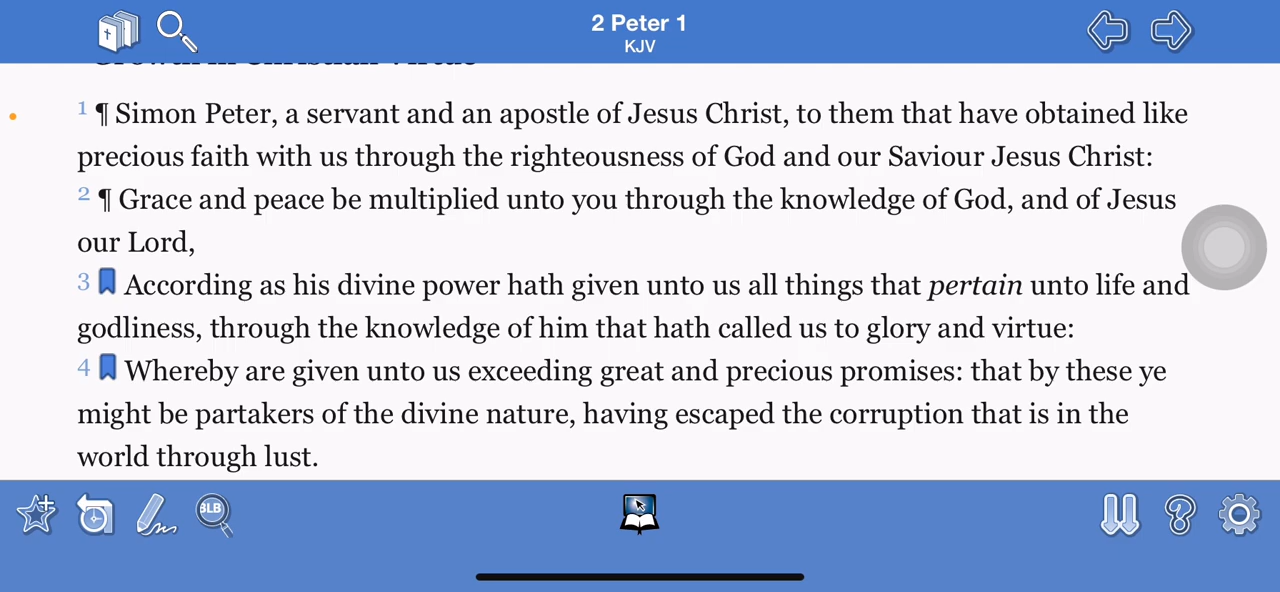 2 Peter 1
KJV
Growth in Christian Virtue
1 ¶ Simon Peter, a servant and an apostle of Jesus Christ, to them that have obtained like
precious faith with us through the righteousness of God and our Saviour Jesus Christ:
2 ¶ Grace and peace be multiplied unto you through the knowledge of God, and of Jesus
our Lord,
3 According as his divine power hath given unto us all things that pertain unto life and
godliness, through the knowledge of him that hath called us to glory and virtue:
4 Whereby are given unto us exceeding great and precious promises: that by these ye
might be partakers of the divine nature, having escaped the corruption that is in the
world through lust.
BLB